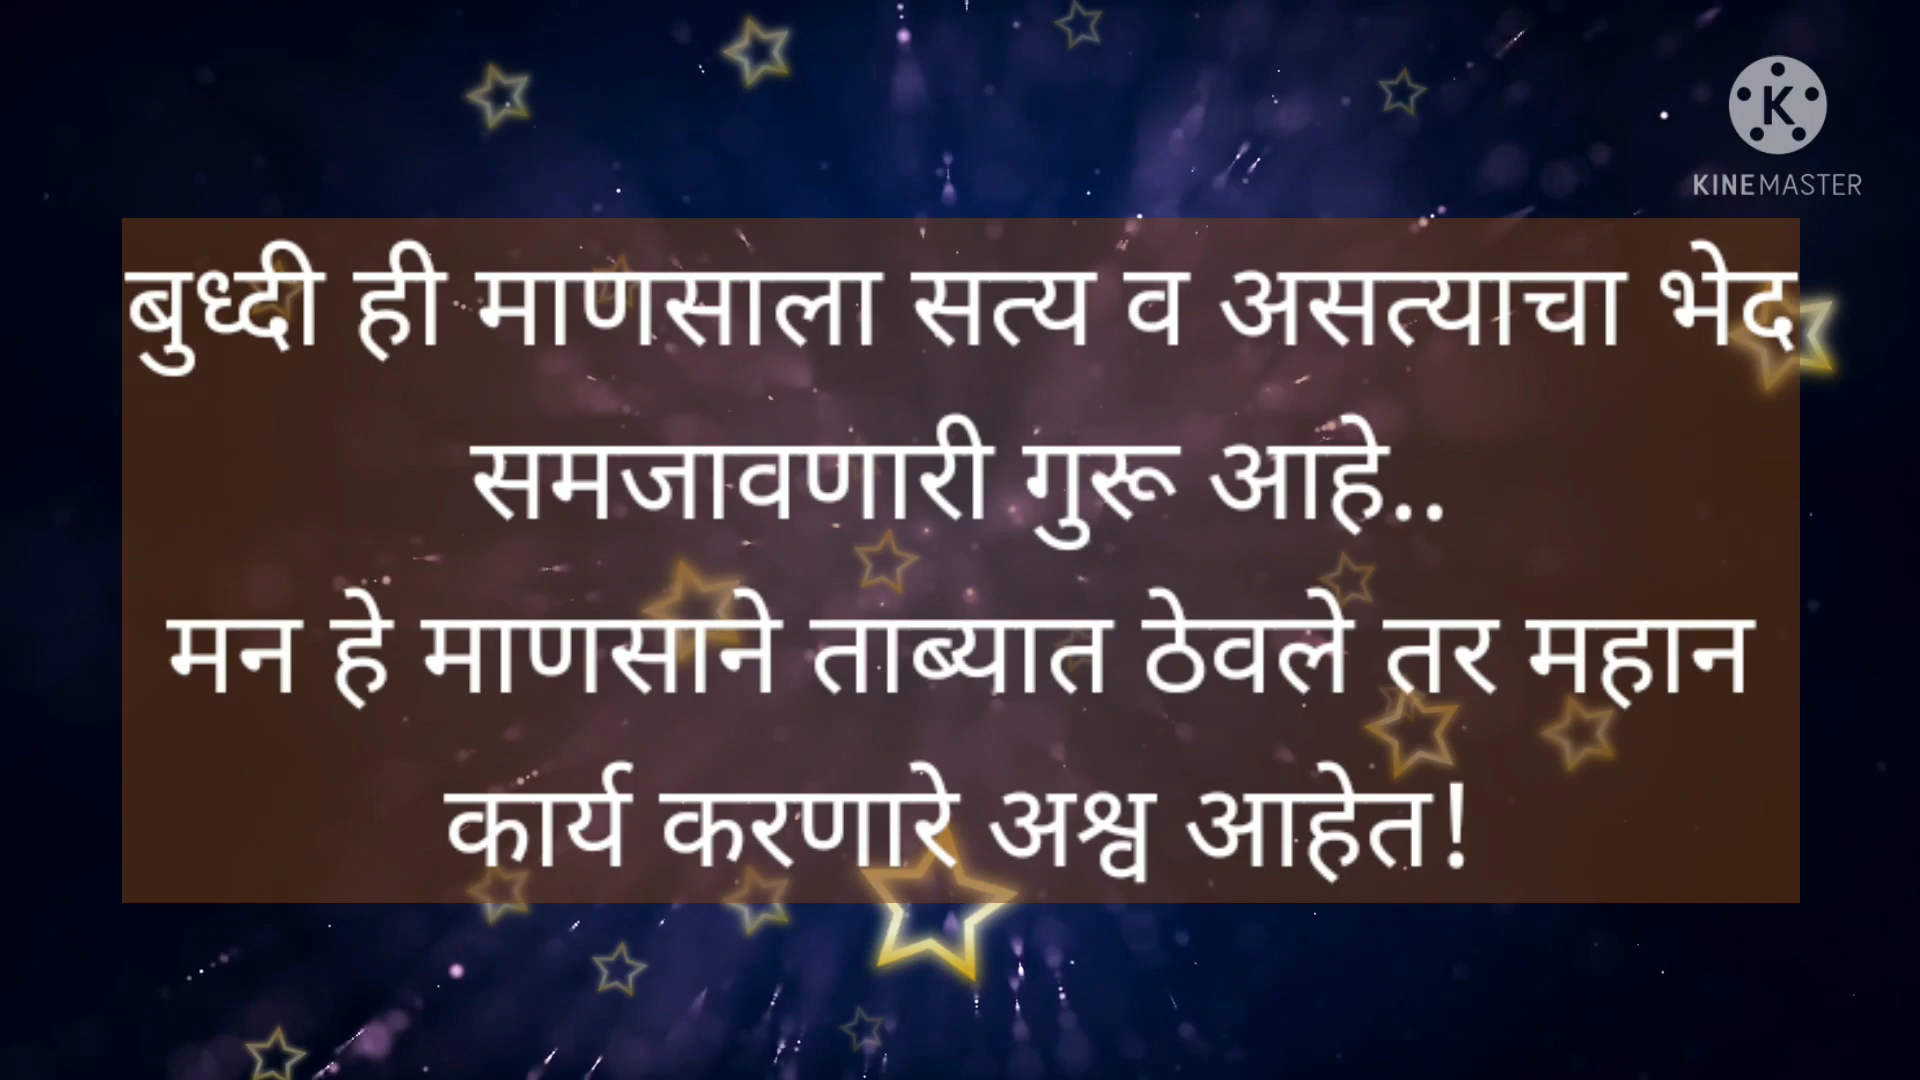 KINEMASTER
बुध्दी ही माणसाला सत्य व असत्याचा भेद
समजावणारी गुरू आहे..
मन हे माणसाने ताब्यात ठेवले तर महान
कार्य करणारे अश्व आहेत!